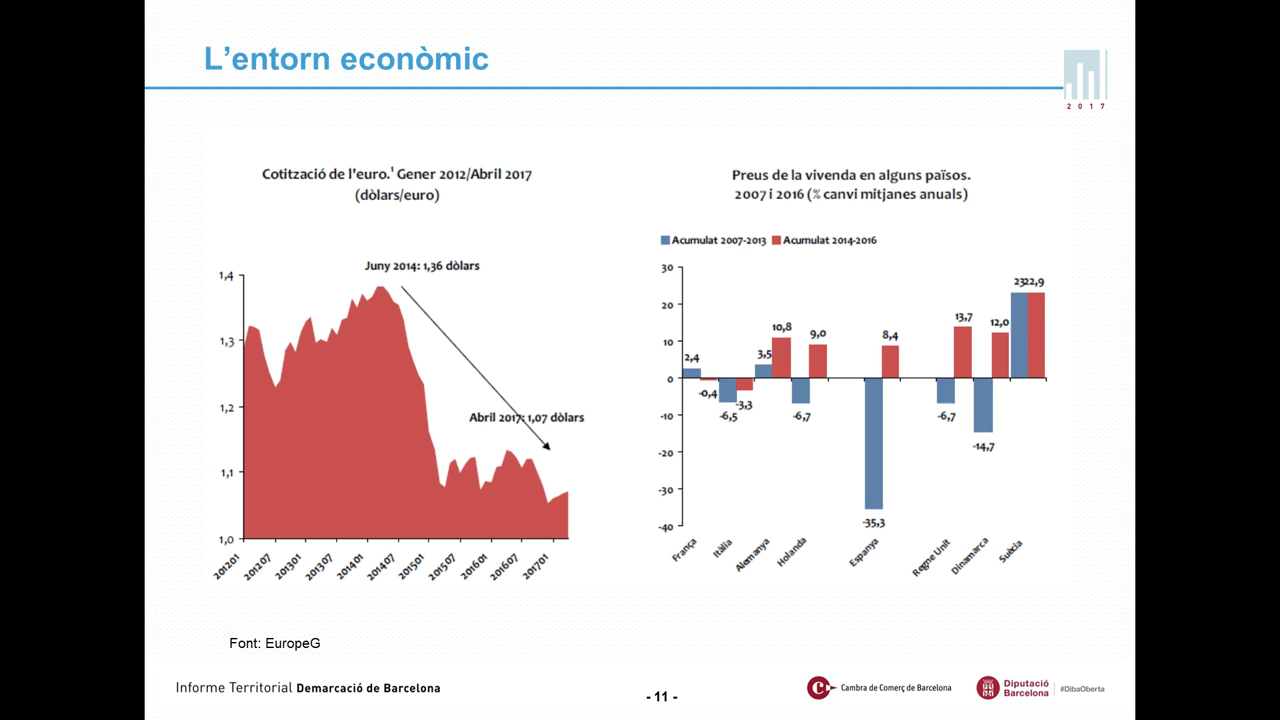 L'entorn econòmic
2017
Cotització de l'euro.¹ Gener 2012/Abril 2017
(dòlars/euro)
Juny 2014: 1,36 dòlars
Abril 2017: 1,07 dòlars
1,4
1,3
1,2
1,1
1,0
201201
201207
201301
201307
201401
201407
201501
201507
201601
201607
201701
Preus de la vivenda en alguns països.
2007 i 2016 (% canvi mitjanes anuals)
Acumulat 2007-2013 Acumulat 2014-2016
30
20
10
0
-10
-20
-30
-40
2,4
-0,4
-6,5
-3,3
3,5
10,8
-6,7
9,0
-35,3
8,4
-6,7
13,7
-14,7
12,0
23
22,9
França
Itàlia
Alemanya
Holanda
Espanya
Regne Unit
Dinamarca
Suècia
Font: EuropeG
Informe Territorial Demarcació de Barcelona
- 11 -
Cambra de Comerç de Barcelona
Diputació
Barcelona
#DibaOberta